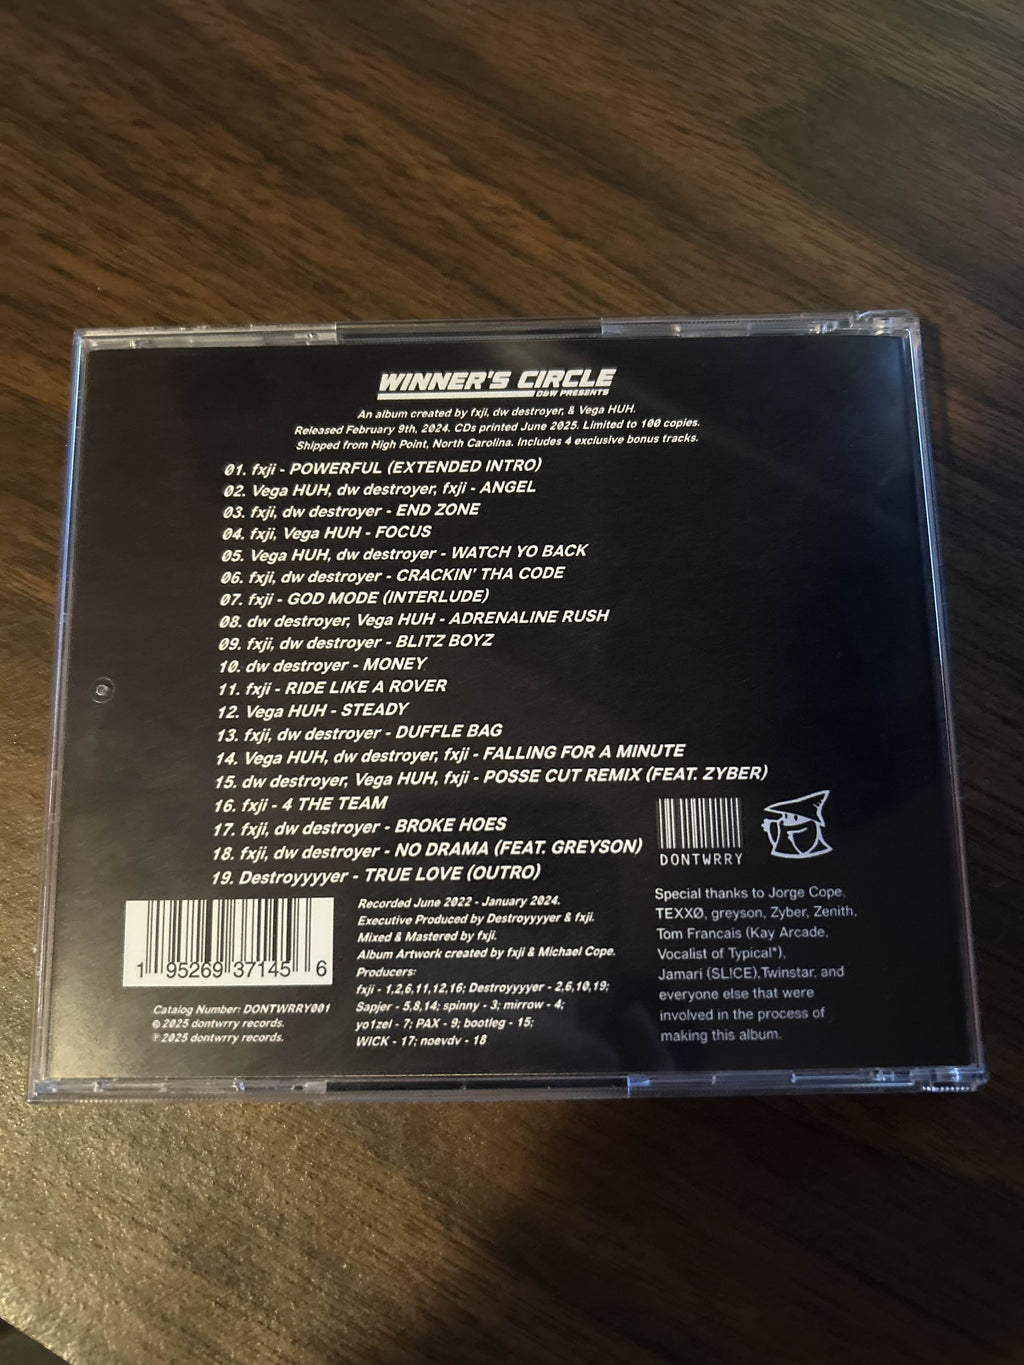 WINNER'S CIRCLE
D&W PRESENTS
An album created by fxji, dw destroyer, & Vega HUH.
Released February 9th, 2024. CDs printed June 2025. Limited to 100 copies.
Shipped from High Point, North Carolina. Includes 4 exclusive bonus tracks.
01. fxji - POWERFUL (EXTENDED INTRO)
02. Vega HUH, dw destroyer, fxji - ANGEL
03. fxji, dw destroyer - END ZONE
04. fxji, Vega HUH - FOCUS
05. Vega HUH, dw destroyer - WATCH YO BACK
06. fxji, dw destroyer - CRACKIN' THA CODE
07. fxji - GOD MODE (INTERLUDE)
08. dw destroyer, Vega HUH - ADRENALINE RUSH
09. fxji, dw destroyer - BLITZ BOYZ
10. dw destroyer - MONEY
11. fxji - RIDE LIKE A ROVER
12. Vega HUH - STEADY
13. fxji, dw destroyer - DUFFLE BAG
14. Vega HUH, dw destroyer, fxji - FALLING FOR A MINUTE
15. dw destroyer, Vega HUH, fxji - POSSE CUT REMIX (FEAT. ZYBER)
16. fxji - 4 THE TEAM
17. fxji, dw destroyer - BROKE HOES
18. fxji, dw destroyer - NO DRAMA (FEAT. GREYSON)
19. Destroyyyyer - TRUE LOVE (OUTRO)
1 95269 37145 6
Catalog Number: DONTWRRY001
© 2025 dontwrry records.
℗ 2025 dontwrry records.
Recorded June 2022 - January 2024.
Executive Produced by Destroyyyyer & fxji.
Mixed & Mastered by fxji.
Album Artwork created by fxji & Michael Cope.
Producers:
fxji - 1,2,6,11,12,16; Destroyyyyer - 2,6,10,19;
Sapjer - 5,8,14; spinny - 3; mirrow - 4;
yo1zel - 7; PAX - 9; bootleg - 15;
WICK - 17; noevdv - 18
DONTWRRY
Special thanks to Jorge Cope,
TEXXØ, greyson, Zyber, Zenith,
Tom Francais (Kay Arcade,
Vocalist of Typical*),
Jamari (SL!CE),Twinstar, and
everyone else that were
involved in the process of
making this album.